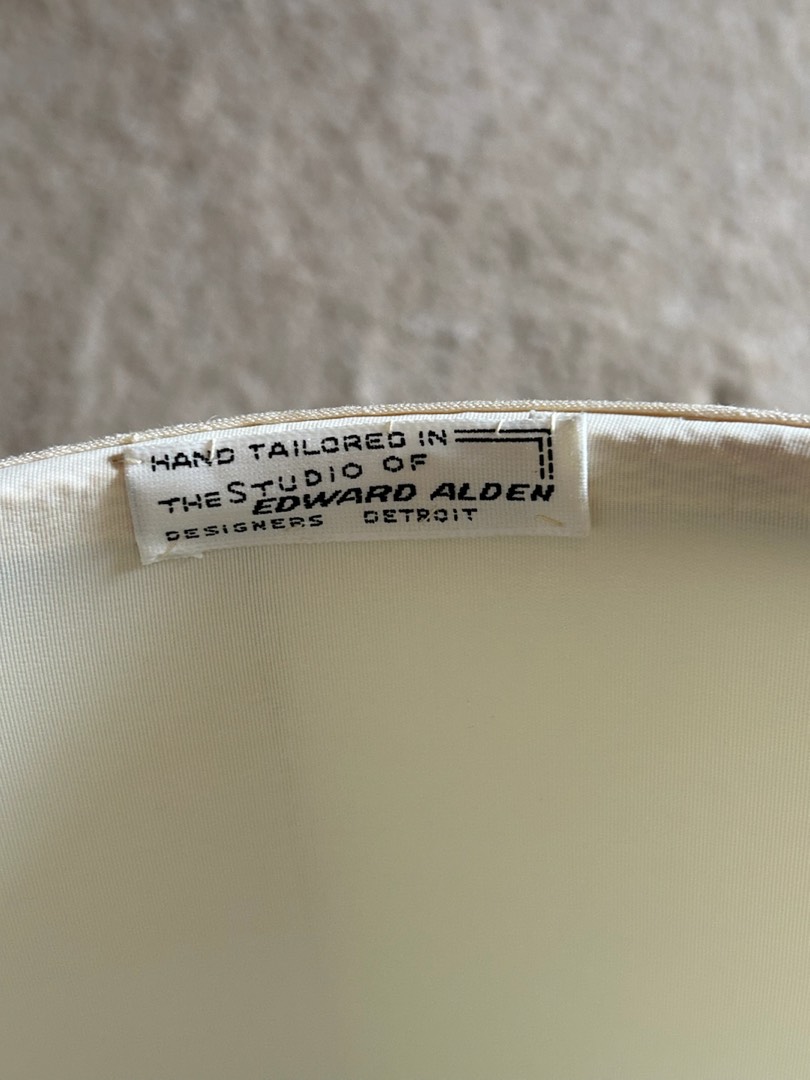 HAND TAILORED IN
THE STUDIO OF
EDWARD ALDEN
DESIGNERS DETROIT